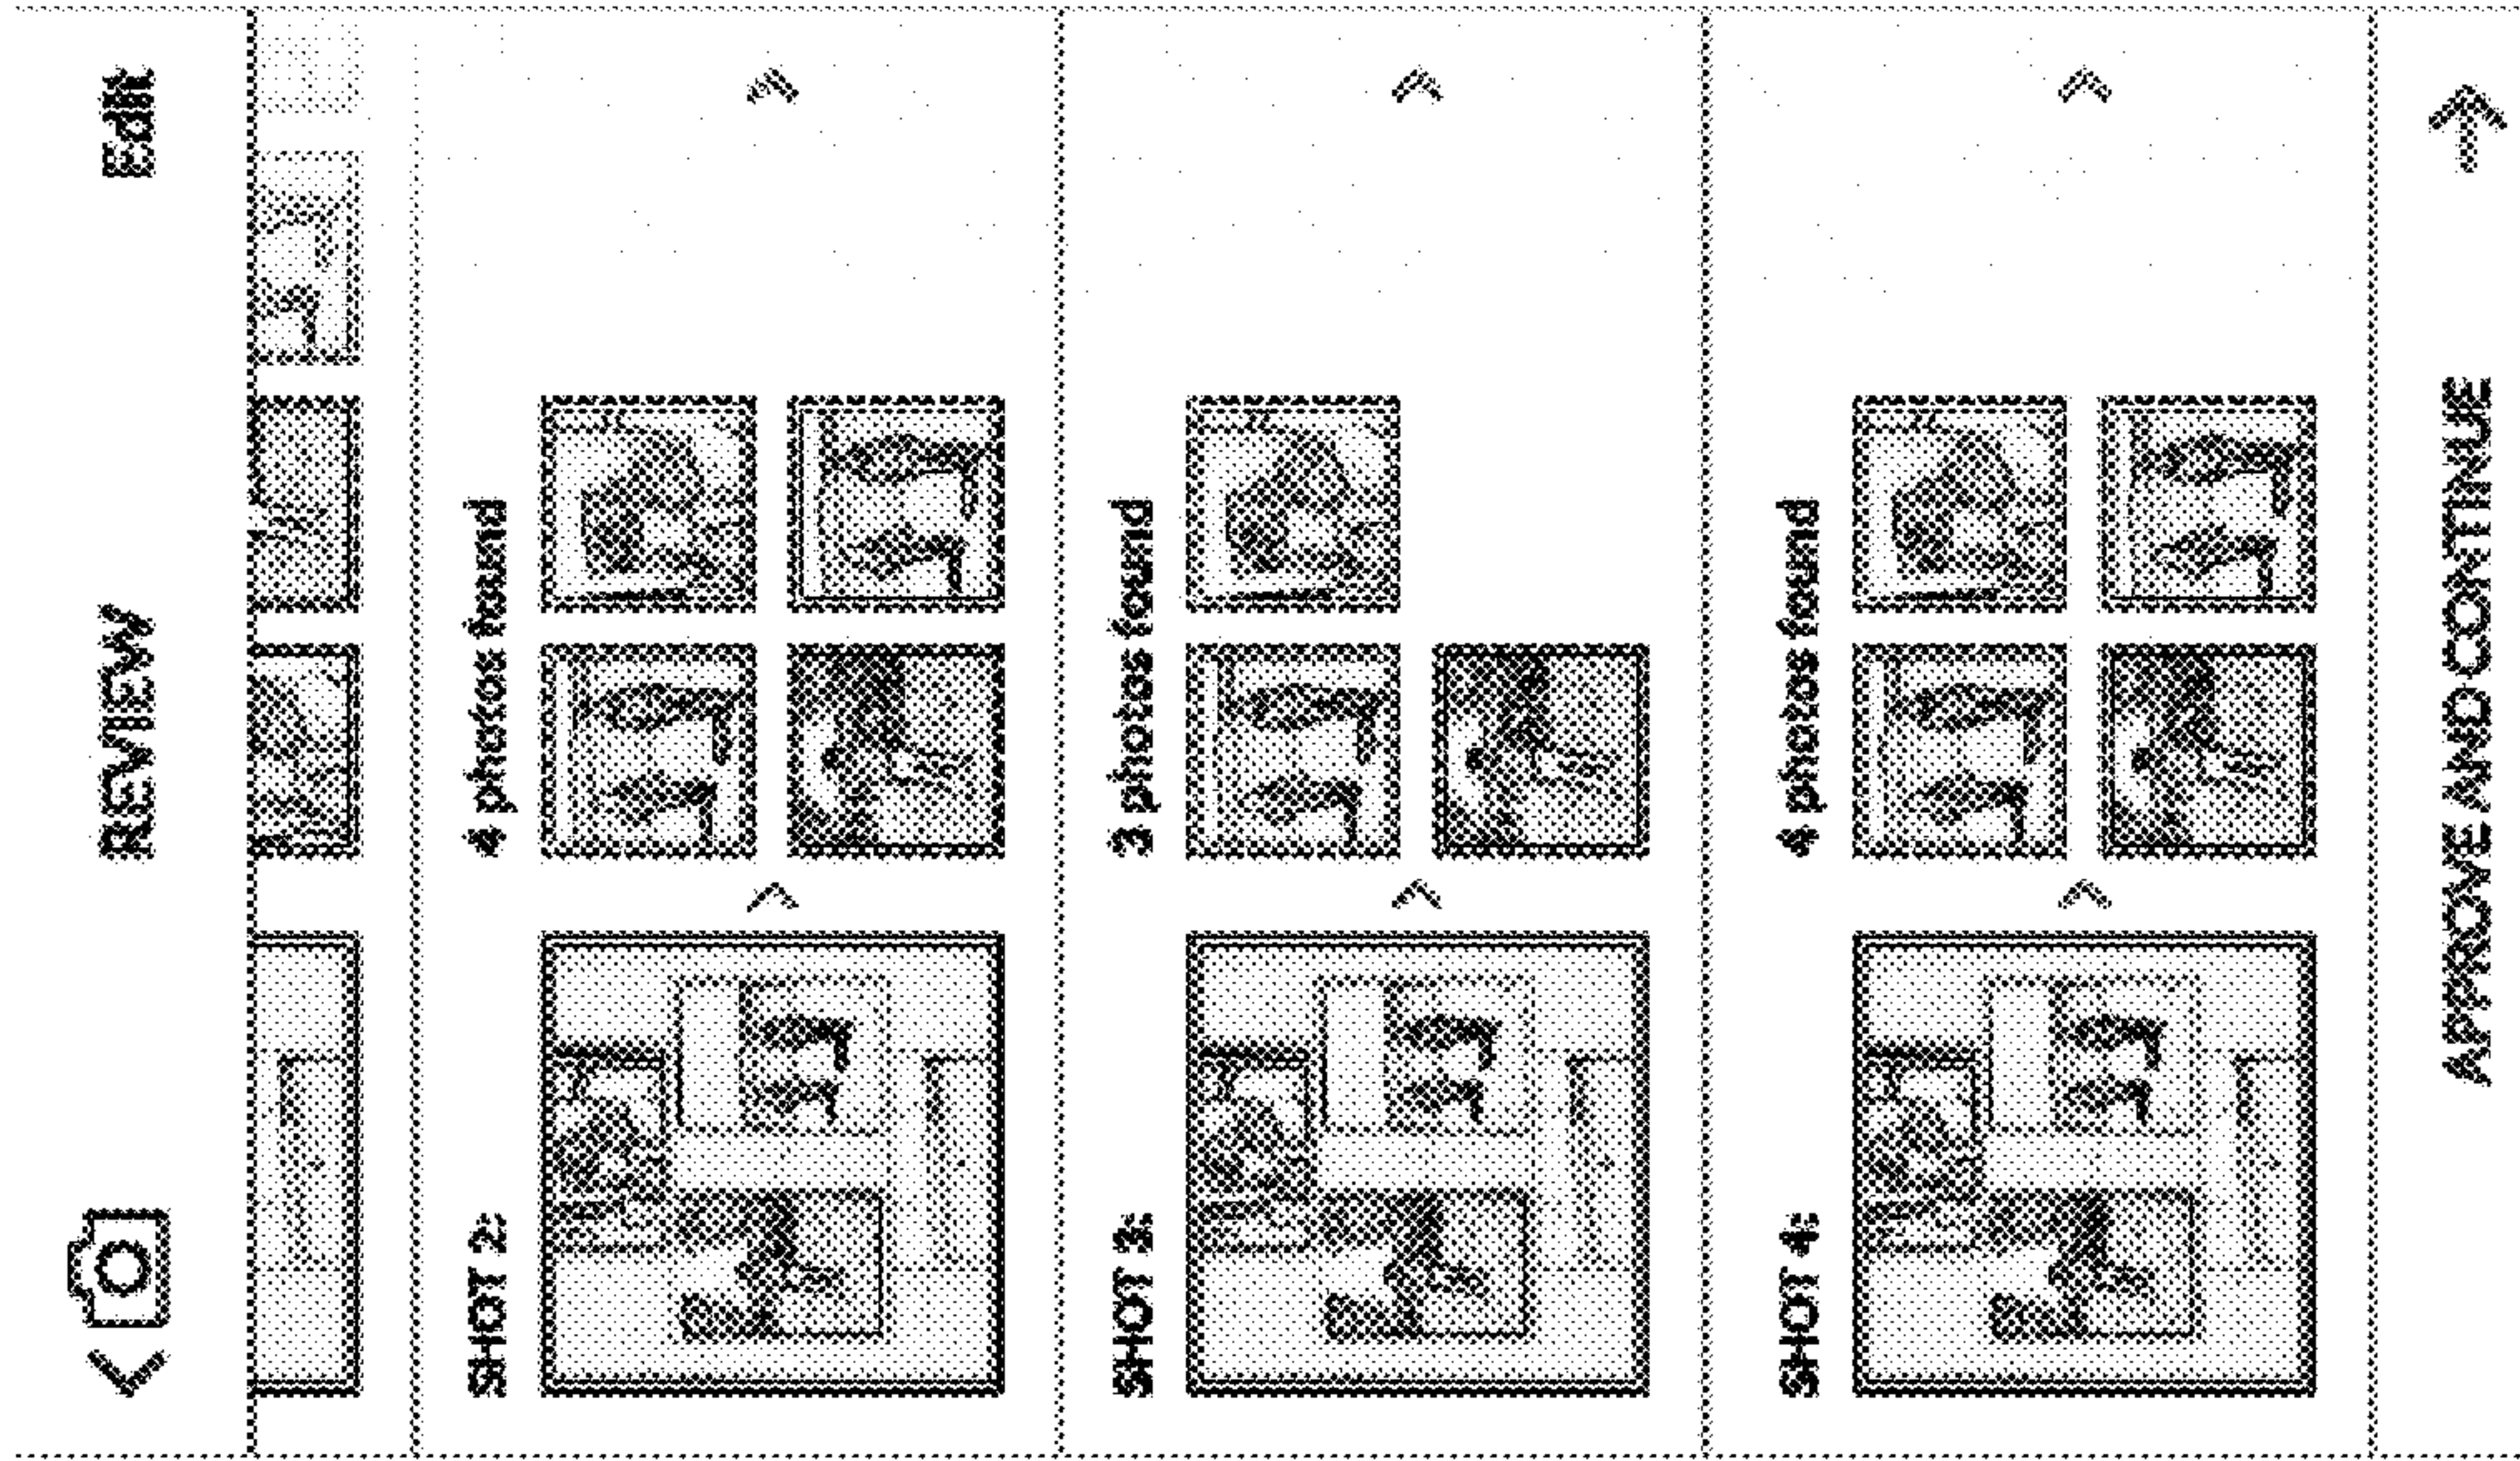 REVIEW
Edit
SHOT 2:
4 photos found
SHOT 3:
3 photos found
SHOT 4:
4 photos found
APPROVE AND CONTINUE